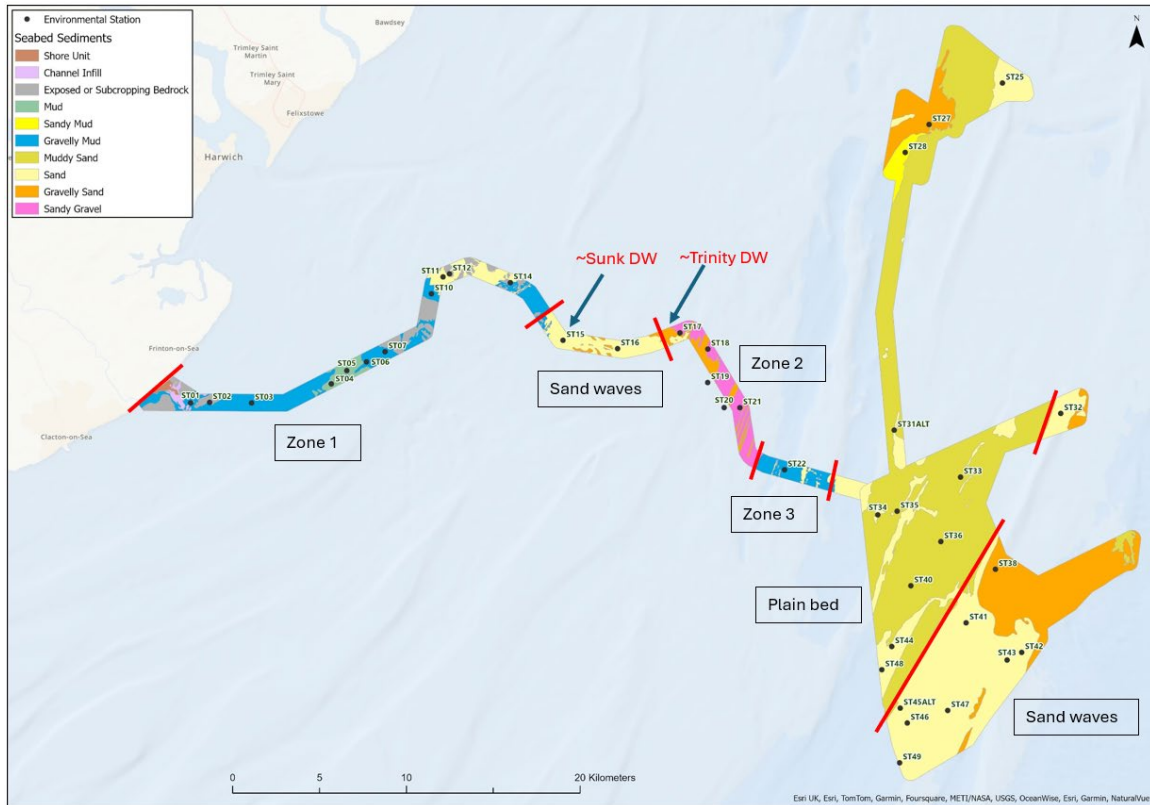 Environmental Station
Seabed Sediments
Shore Unit
Channel Infill
Exposed or Subcropping Bedrock
Mud
Sandy Mud
Gravelly Mud
Muddy Sand
Sand
Gravelly Sand
Sandy Gravel
Bawdsey
Trimley Saint
Martin
Trimley Saint
Mary
Felixstowe
Harwich
Frinton-on-Sea
Clacton-on-Sea
N
ST25
ST27
ST28
~Sunk DW
~Trinity DW
ST11
ST12
ST14
ST10
ST15
ST16
ST17
ST18
Zone 2
Sand waves
ST07
ST05
ST06
ST04
ST19
ST20
ST21
ST01
ST02
ST03
Zone 1
ST22
Zone 3
ST31ALT
ST32
ST33
ST34
ST35
ST36
ST38
ST40
Plain bed
ST41
ST44
ST42
ST43
ST48
ST45ALT
ST47
ST46
Sand waves
ST49
0 5 10 20 Kilometers
Esri UK, Esri, TomTom, Garmin, Foursquare, METI/NASA, USGS, OceanWise, Esri, Garmin, NaturalVue